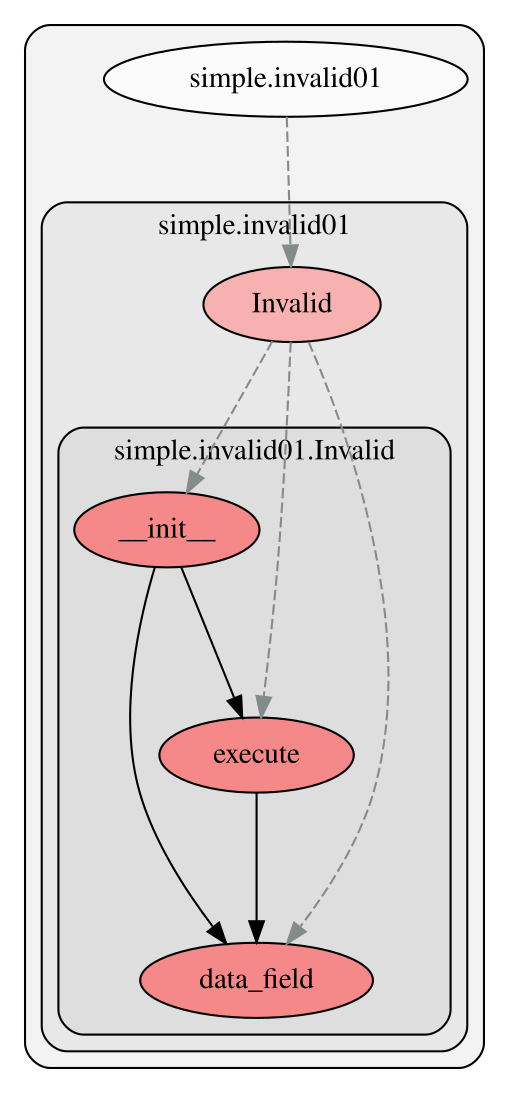 simple.invalid01
simple.invalid01
Invalid
simple.invalid01.Invalid
__init__
execute
data_field